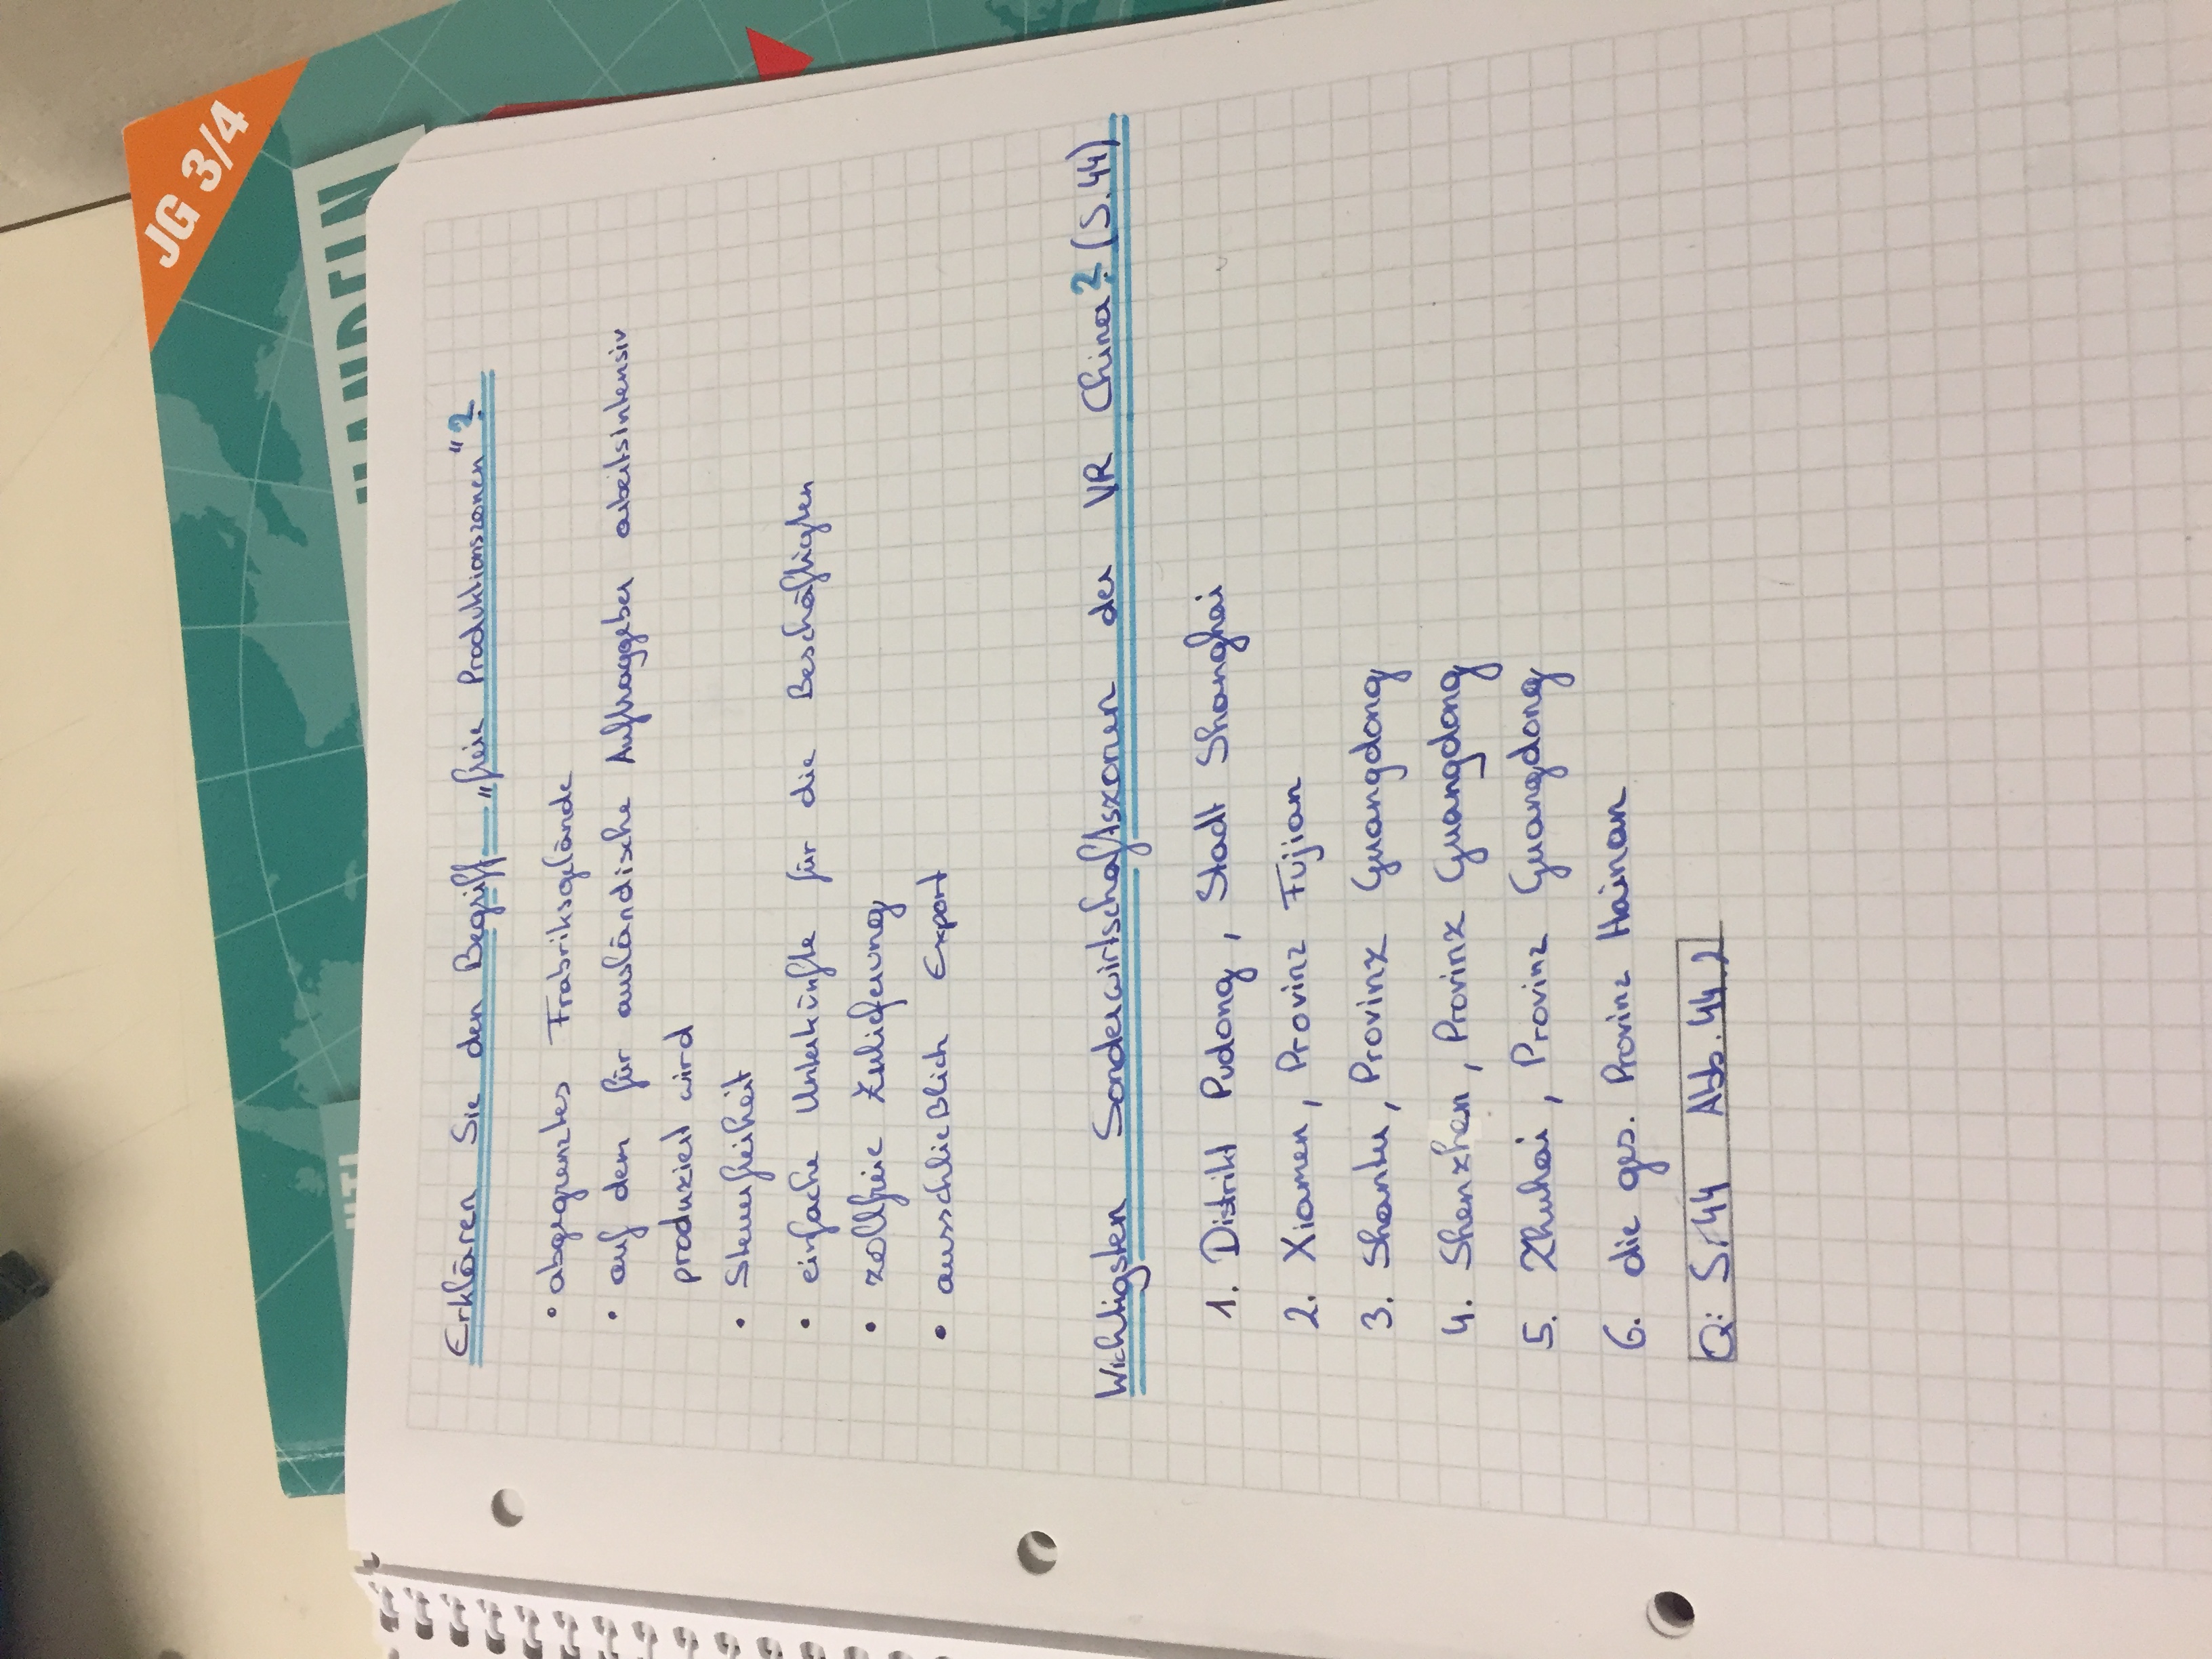 JG 3/4
HANDELN
Erklären Sie den Begriff „freie Produktionszonen“?
• abgegrenztes Frabriksgelände
• auf dem für ausländische Auftraggeber arbeitsintensiv
produziert wird
• Steuerfreiheit
• einfache Unterkünfte für die Beschäftigten
• zollfreie Zulieferung
• ausschließlich Export
Wichtigsten Sonderwirtschaftszonen der VR China? (S. 44)
1. Distrikt Pudong, Stadt Shanghai
2. Xiamen, Provinz Fujian
3. Shantu, Provinz Guangdong
4. Shenzhen, Provinz Guangdong
5. Zhuhai, Provinz Guangdong
6. die ges. Provinz Hainan
Q: S. 44 Abb. 44.2